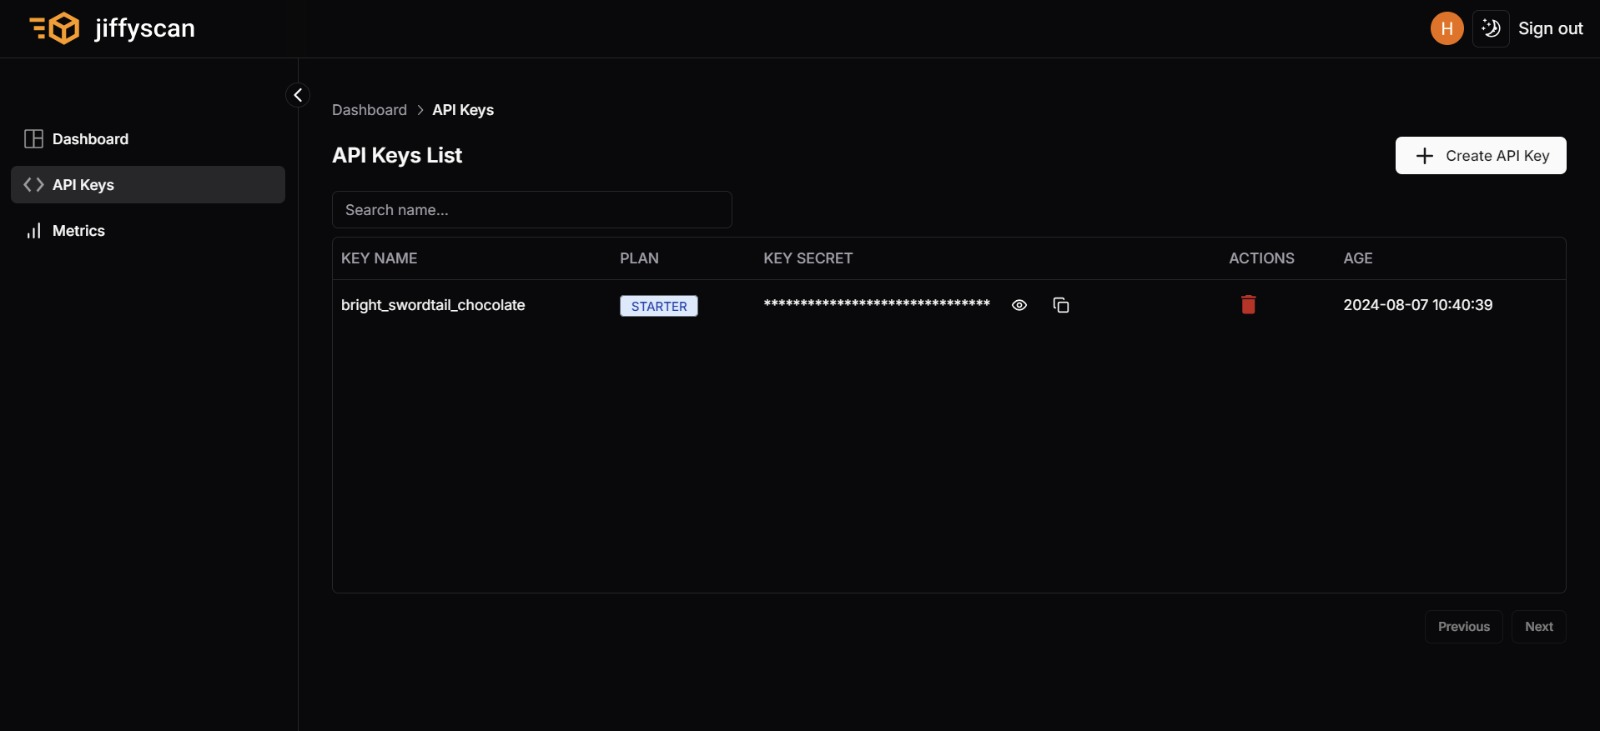 jiffyscan
H
Sign out
Dashboard
API Keys
Metrics
Dashboard > API Keys
API Keys List
Create API Key
Search name...
KEY NAME PLAN KEY SECRET ACTIONS AGE
bright_swordtail_chocolate STARTER ******************************* 2024-08-07 10:40:39
Previous Next